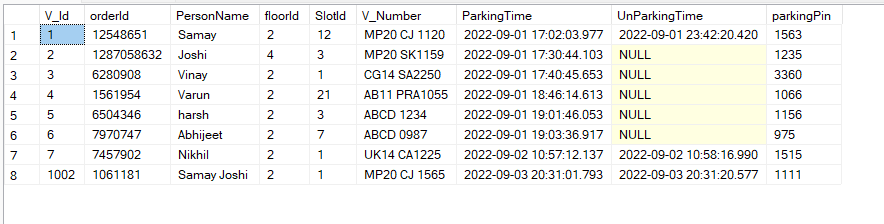 V_Id orderId PersonName floorId SlotId V_Number ParkingTime UnParkingTime parkingPin
1 1 12548651 Samay 2 12 MP20 CJ 1120 2022-09-01 17:02:03.977 2022-09-01 23:42:20.420 1563
2 2 1287058632 Joshi 4 3 MP20 SK1159 2022-09-01 17:30:44.103 NULL 1235
3 3 6280908 Vinay 2 1 CG14 SA2250 2022-09-01 17:40:45.653 NULL 3360
4 4 1561954 Varun 2 21 AB11 PRA1055 2022-09-01 18:46:14.613 NULL 1066
5 5 6504346 harsh 2 3 ABCD 1234 2022-09-01 19:01:46.053 NULL 1156
6 6 7970747 Abhijeet 2 7 ABCD 0987 2022-09-01 19:03:36.917 NULL 975
7 7 7457902 Nikhil 2 1 UK14 CA1225 2022-09-02 10:57:12.137 2022-09-02 10:58:16.990 1515
8 1002 1061181 Samay Joshi 2 1 MP20 CJ 1565 2022-09-03 20:31:01.793 2022-09-03 20:31:20.577 1111